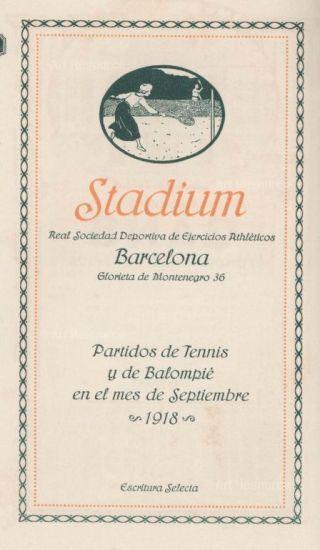 Stadium
Real Sociedad Deportiva de Ejercicios Athléticos
Barcelona
Glorieta de Montenegro 36
Partidos de Tennis
y de Balompié
en el mes de Septiembre
1918
Escritura Selecta